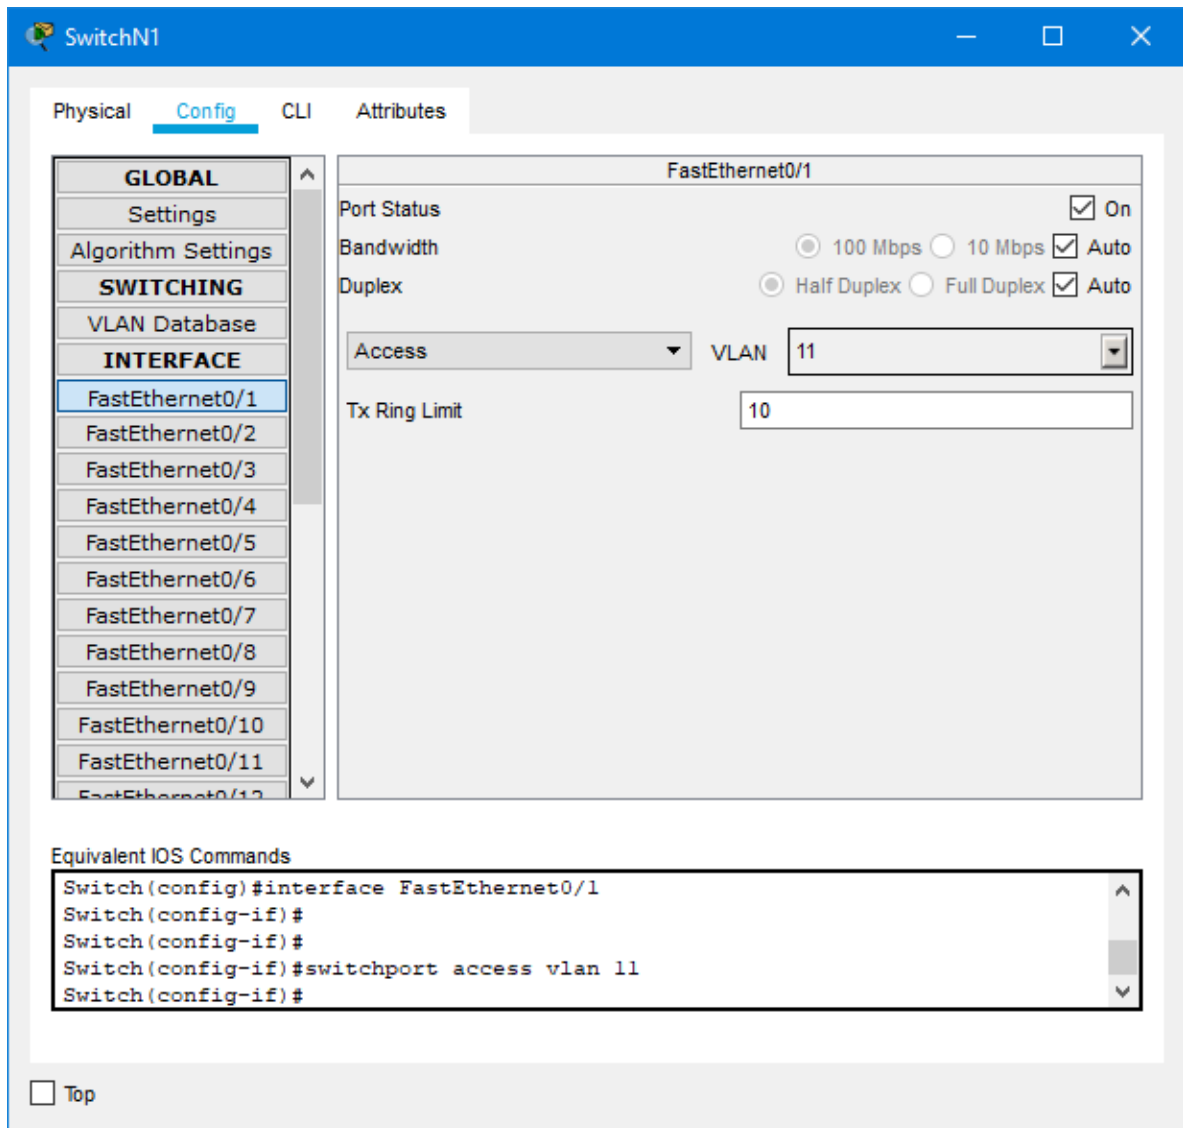 SwitchN1
Physical Config CLI Attributes
GLOBAL
Settings
Algorithm Settings
SWITCHING
VLAN Database
INTERFACE
FastEthernet0/1
FastEthernet0/2
FastEthernet0/3
FastEthernet0/4
FastEthernet0/5
FastEthernet0/6
FastEthernet0/7
FastEthernet0/8
FastEthernet0/9
FastEthernet0/10
FastEthernet0/11
FastEthernet0/12
FastEthernet0/1
Port Status On
Bandwidth 100 Mbps 10 Mbps Auto
Duplex Half Duplex Full Duplex Auto
Access VLAN 11
Tx Ring Limit 10
Equivalent IOS Commands
Switch(config)#interface FastEthernet0/1
Switch(config-if)#
Switch(config-if)#
Switch(config-if)#switchport access vlan 11
Switch(config-if)#
Top